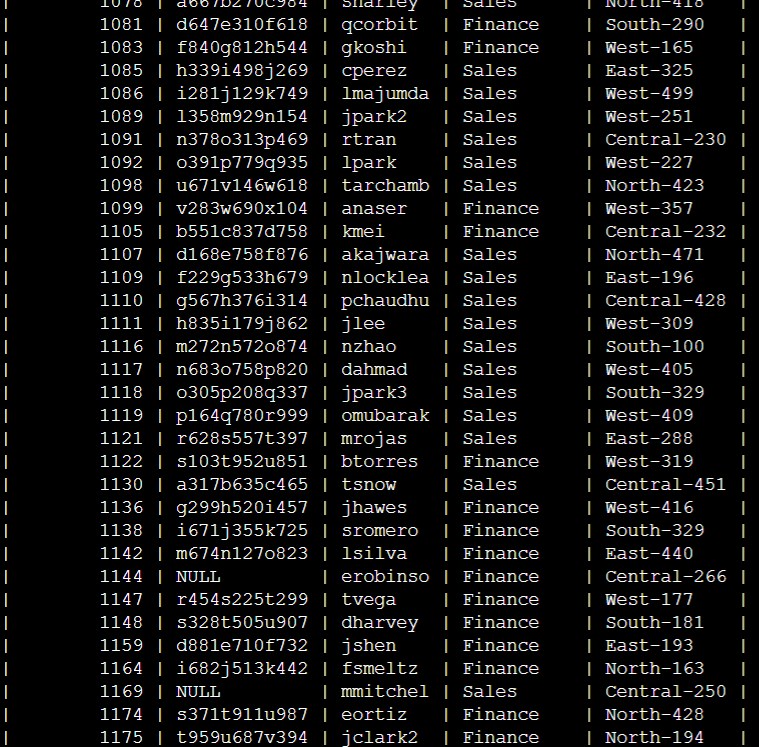 | 1078 | a667b270c984 | sharley | Sales | North-418 |
| 1081 | d647e310f618 | qcorbit | Finance | South-290 |
| 1083 | f840g812h544 | gkoshi | Finance | West-165 |
| 1085 | h339i498j269 | cperez | Sales | East-325 |
| 1086 | i281j129k749 | lmajumda | Sales | West-499 |
| 1089 | l358m929n154 | jpark2 | Sales | West-251 |
| 1091 | n378o313p469 | rtran | Sales | Central-230 |
| 1092 | o391p779q935 | lpark | Sales | West-227 |
| 1098 | u671v146w618 | tarchamb | Sales | North-423 |
| 1099 | v283w690x104 | anaser | Finance | West-357 |
| 1105 | b551c837d758 | kmei | Finance | Central-232 |
| 1107 | d168e758f876 | akajwara | Sales | North-471 |
| 1109 | f229g533h679 | nlocklea | Sales | East-196 |
| 1110 | g567h376i314 | pchaudhu | Sales | Central-428 |
| 1111 | h835i179j862 | jlee | Sales | West-309 |
| 1116 | m272n572o874 | nzhao | Sales | South-100 |
| 1117 | n683o758p820 | dahmad | Sales | West-405 |
| 1118 | o305p208q337 | jpark3 | Sales | South-329 |
| 1119 | p164q780r999 | omubarak | Sales | West-409 |
| 1121 | r628s557t397 | mrojas | Sales | East-288 |
| 1122 | s103t952u851 | btorres | Finance | West-319 |
| 1130 | a317b635c465 | tsnow | Sales | Central-451 |
| 1136 | g299h520i457 | jhawes | Finance | West-416 |
| 1138 | i671j355k725 | sromero | Finance | South-329 |
| 1142 | m674n127o823 | lsilva | Finance | East-440 |
| 1144 | NULL | erobinso | Finance | Central-266 |
| 1147 | r454s225t299 | tvega | Finance | West-177 |
| 1148 | s328t505u907 | dharvey | Finance | South-181 |
| 1159 | d881e710f732 | jshen | Finance | East-193 |
| 1164 | i682j513k442 | fsmeltz | Finance | North-163 |
| 1169 | NULL | mmitchel | Sales | Central-250 |
| 1174 | s371t911u987 | eortiz | Finance | North-428 |
| 1175 | t959u687v394 | jclark2 | Finance | North-194 |